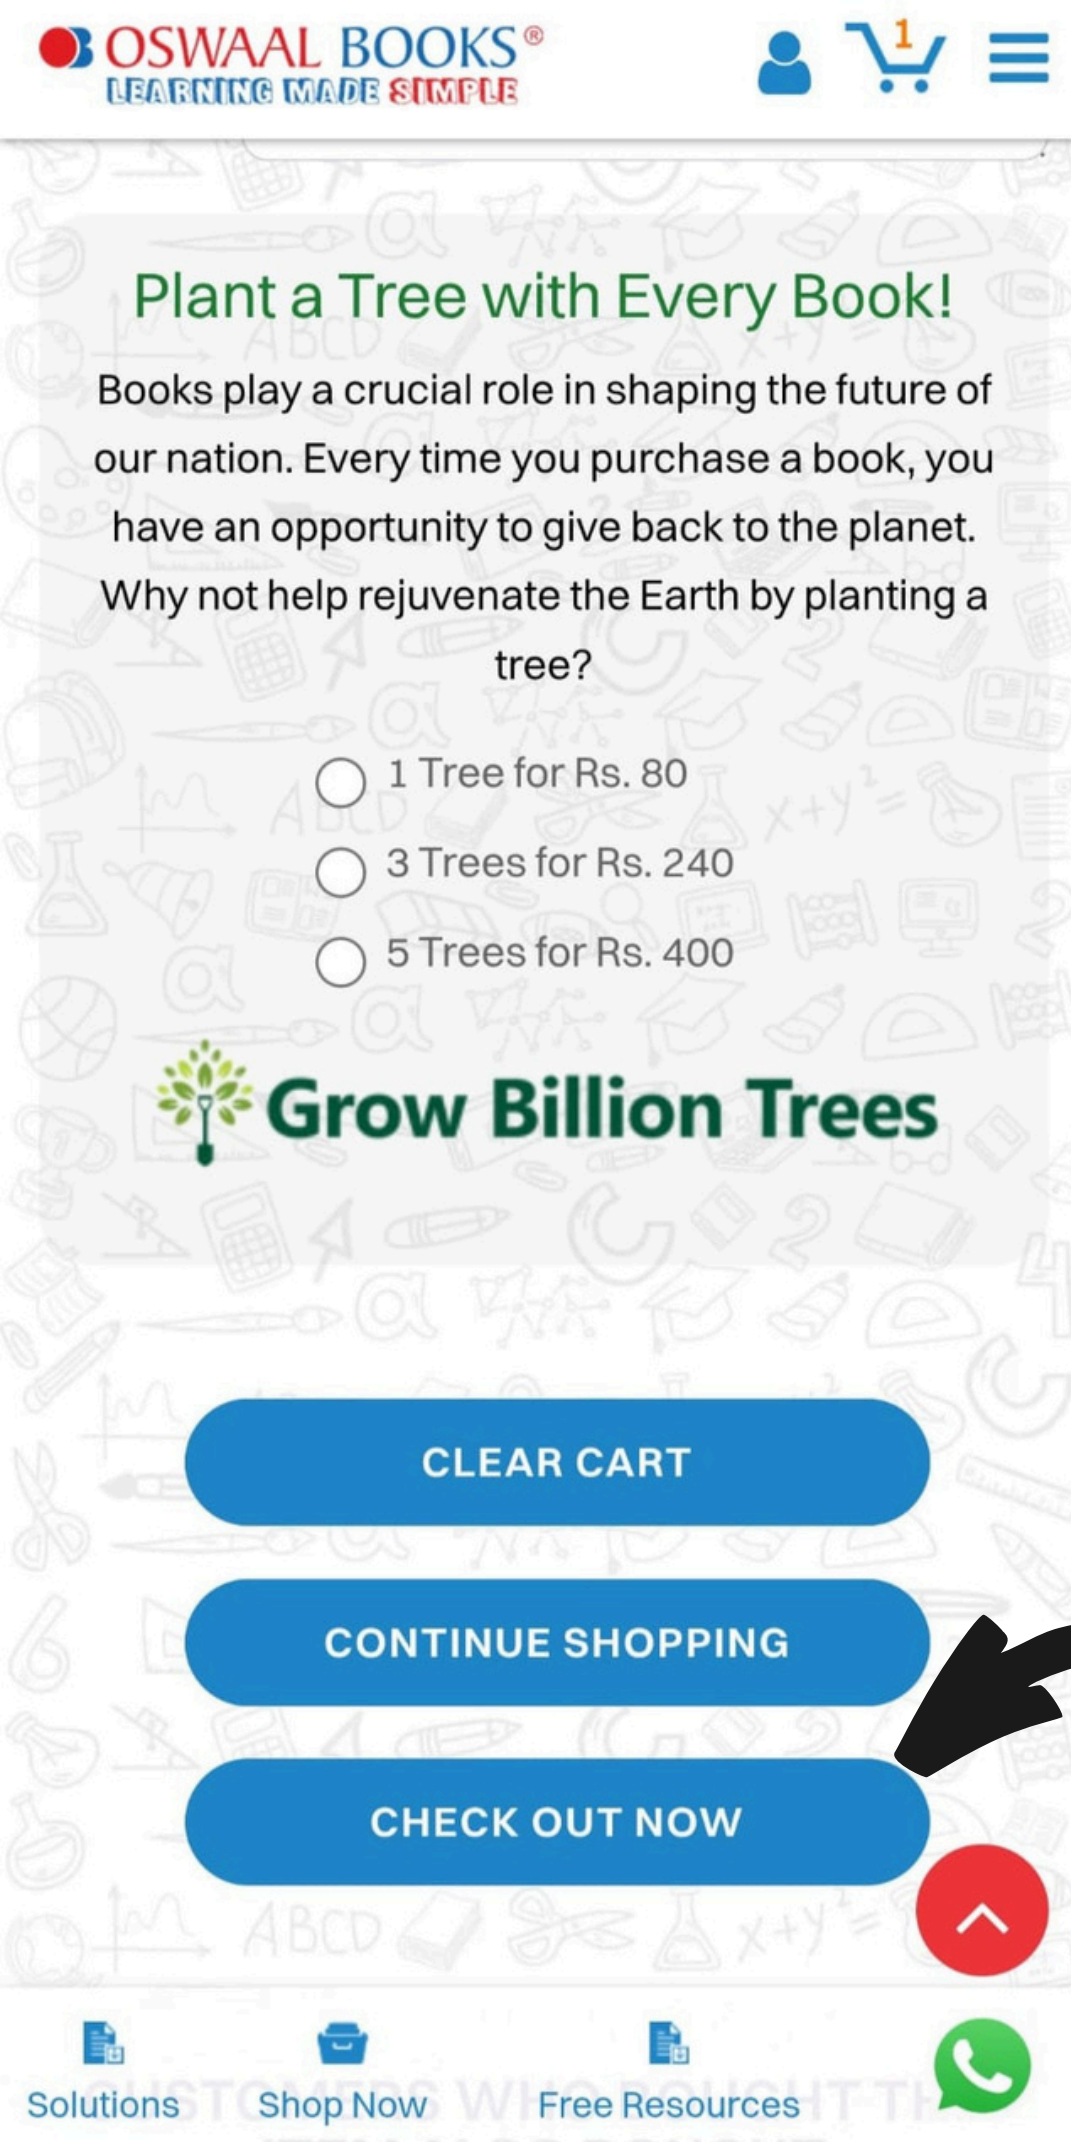 OSWAAL BOOKS®
LEARNING MADE SIMPLE
1
Plant a Tree with Every Book!
Books play a crucial role in shaping the future of
our nation. Every time you purchase a book, you
have an opportunity to give back to the planet.
Why not help rejuvenate the Earth by planting a
tree?
1 Tree for Rs. 80
3 Trees for Rs. 240
5 Trees for Rs. 400
Grow Billion Trees
CLEAR CART
CONTINUE SHOPPING
CHECK OUT NOW
Solutions
Shop Now
Free Resources
CUSTOMERS WHO BOUGHT